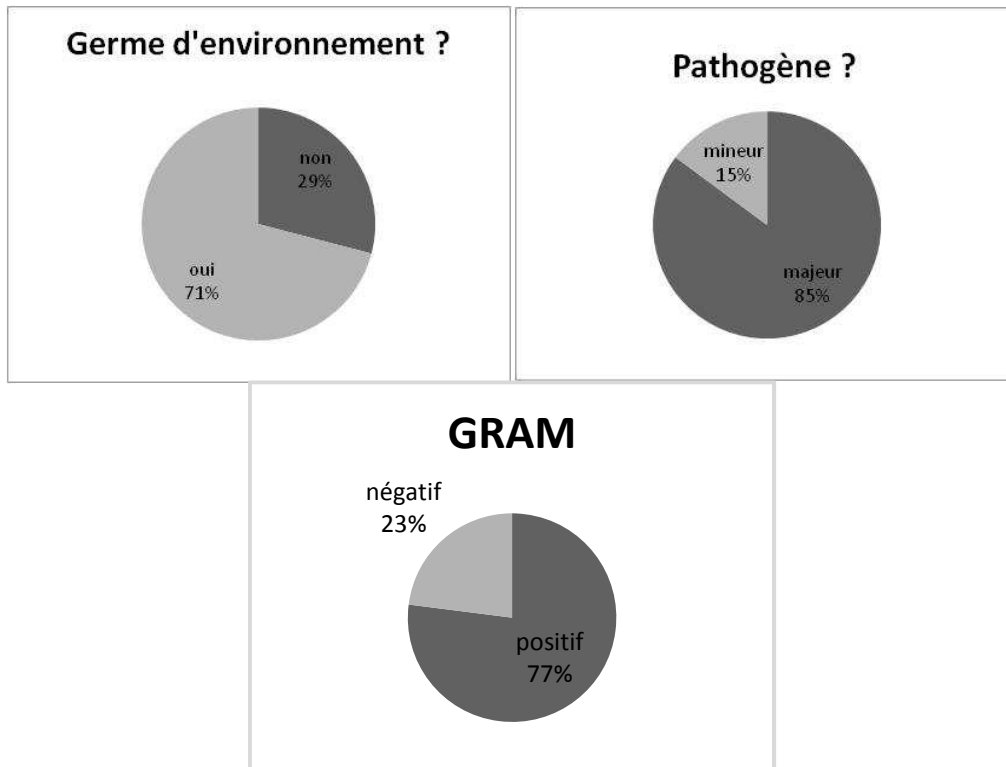 Germe d'environnement ?
non
29%
oui
71%
Pathogène ?
mineur
15%
majeur
85%
GRAM
négatif
23%
positif
77%